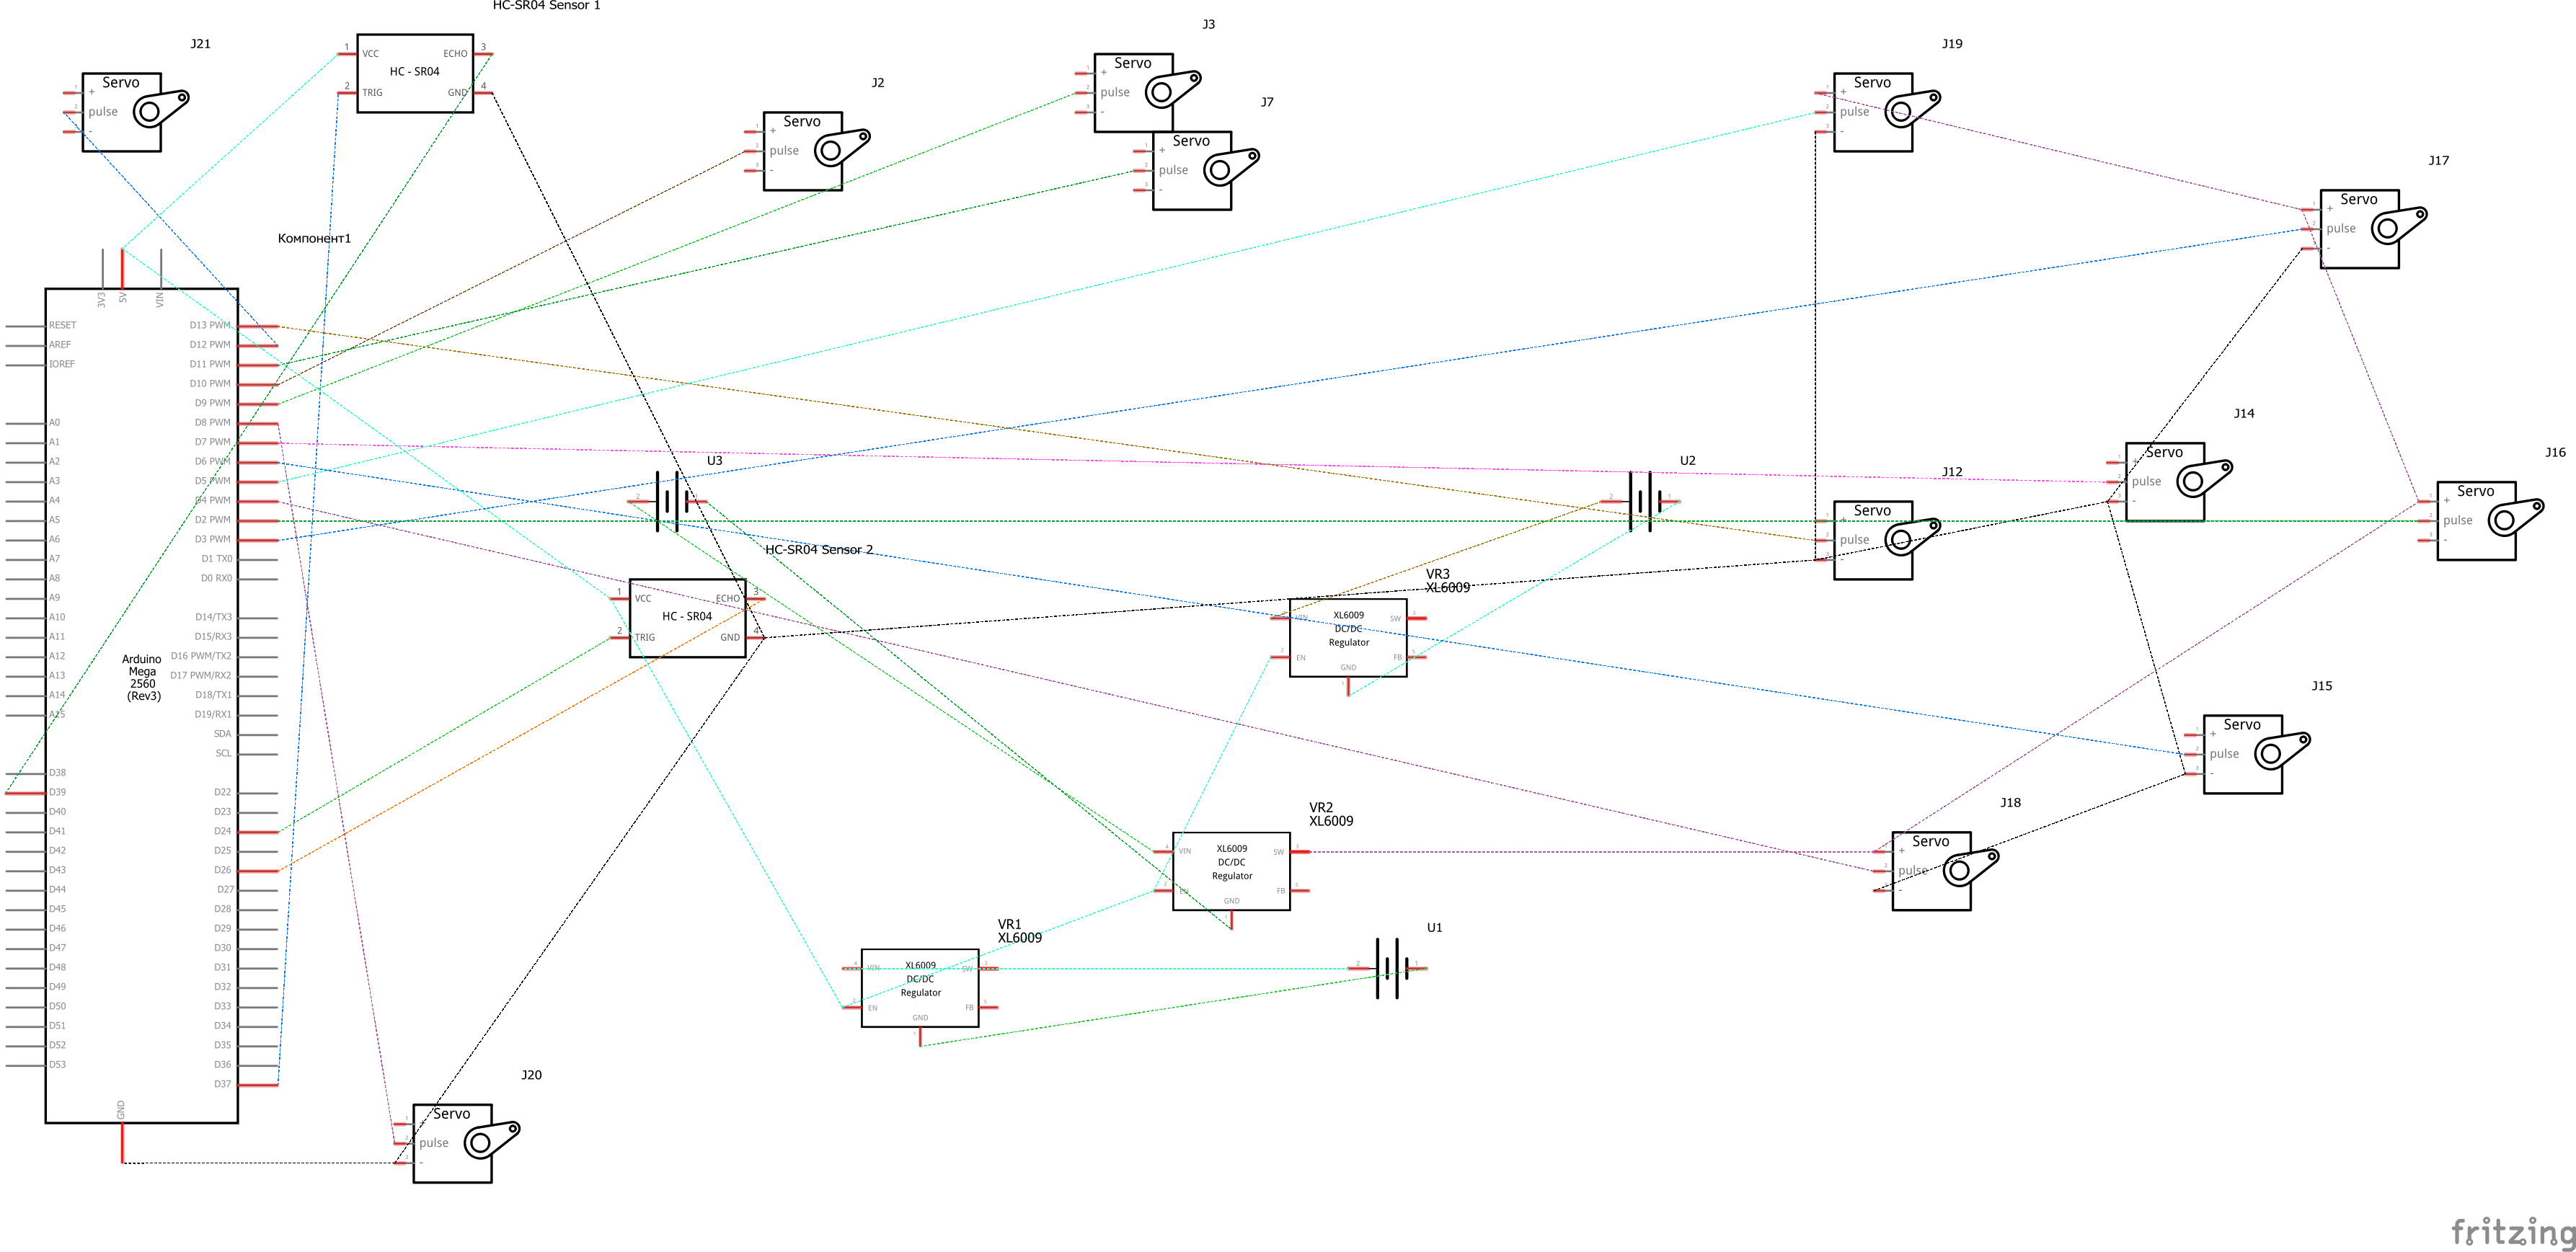 HC-SR04 Sensor 1
J3
J21
J19
1 VCC ECHO 3
HC - SR04
2 TRIG GND 4
Servo
+
pulse
-
J2
Servo
+
pulse
-
J7
Servo
+
pulse
-
Servo
+
pulse
-
Servo
+
pulse
-
J17
Servo
+
pulse
-
Компонент1
3V3
5V
VIN
RESET D13 PWM
AREF D12 PWM
IOREF D11 PWM
D10 PWM
D9 PWM
A0 D8 PWM
A1 D7 PWM
A2 D6 PWM
A3 D5 PWM
A4 D4 PWM
A5 D2 PWM
A6 D3 PWM
A7 D1 TX0
A8 D0 RX0
A9
A10 D14/TX3
A11 D15/RX3
A12 D16 PWM/TX2
A13 D17 PWM/RX2
A14 D18/TX1
A15 D19/RX1
SDA
SCL
Arduino
Mega
2560
(Rev3)
D38
D39 D22
D40 D23
D41 D24
D42 D25
D43 D26
D44 D27
D45 D28
D46 D29
D47 D30
D48 D31
D49 D32
D50 D33
D51 D34
D52 D35
D53 D36
D37
GND
J14
Servo
+
pulse
-
J16
Servo
+
pulse
-
U3
2
U2
2 1
J12
Servo
+
pulse
-
HC-SR04 Sensor 2
1 VCC ECHO 3
HC - SR04
2 TRIG GND 4
VR3
XL6009
XL6009
DC/DC
Regulator
VIN SW
EN FB
GND
J15
Servo
+
pulse
-
VR2
XL6009
XL6009
DC/DC
Regulator
VIN SW
EN FB
GND
J18
Servo
+
pulse
-
VR1
XL6009
XL6009
DC/DC
Regulator
VIN SW
EN FB
GND
U1
2 1
J20
Servo
pulse
-
fritzing